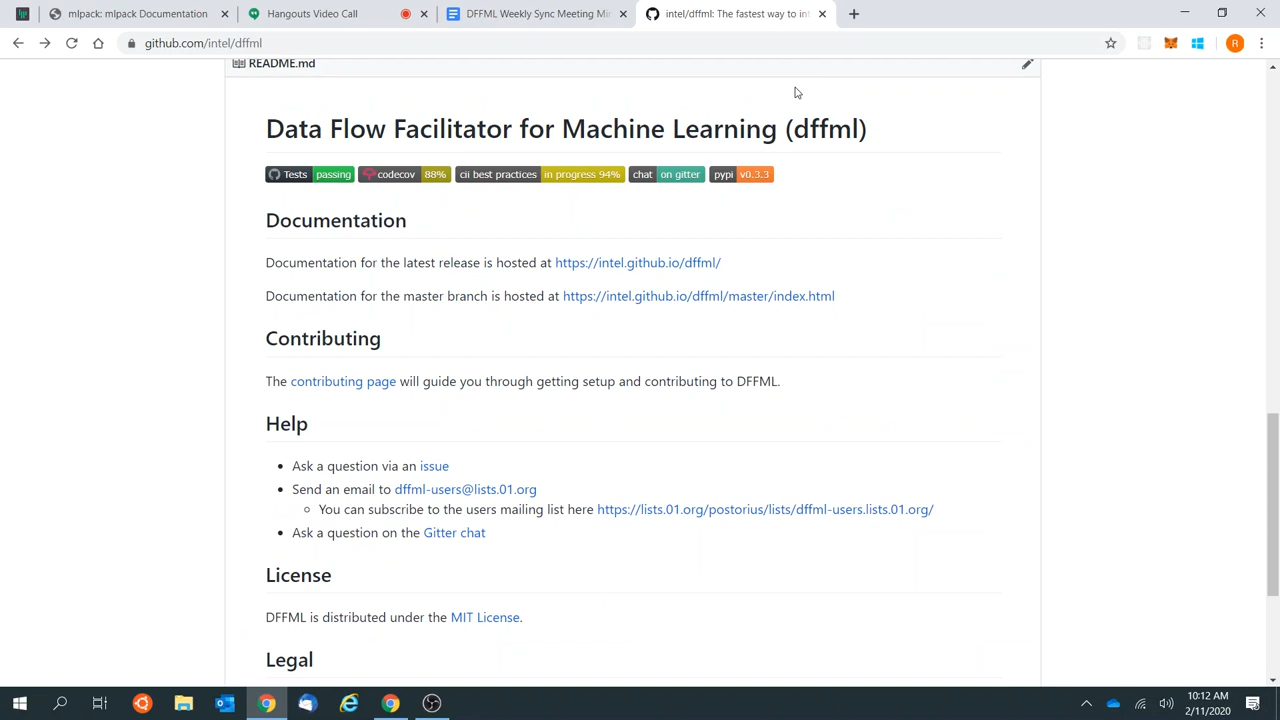 mlpack: mlpack Documentation
Hangouts Video Call
DFFML Weekly Sync Meeting Min
intel/dffml: The fastest way to in
github.com/intel/dffml
R
README.md
Data Flow Facilitator for Machine Learning (dffml)
Tests passing codecov 88% cii best practices in progress 94% chat on gitter pypi v0.3.3
Documentation
Documentation for the latest release is hosted at https://intel.github.io/dffml/
Documentation for the master branch is hosted at https://intel.github.io/dffml/master/index.html
Contributing
The contributing page will guide you through getting setup and contributing to DFFML.
Help
Ask a question via an issue
Send an email to dffml-users@lists.01.org
You can subscribe to the users mailing list here https://lists.01.org/postorius/lists/dffml-users.lists.01.org/
Ask a question on the Gitter chat
License
DFFML is distributed under the MIT License.
Legal
10:12 AM
2/11/2020